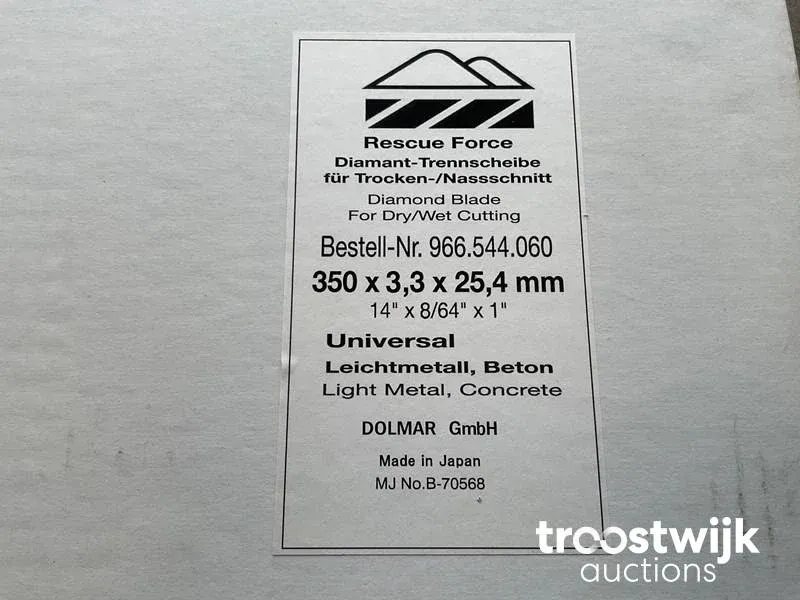 Rescue Force
Diamant-Trennscheibe
für Trocken-/Nassschnitt
Diamond Blade
For Dry/Wet Cutting
Bestell-Nr. 966.544.060
350 x 3,3 x 25,4 mm
14" x 8/64" x 1"
Universal
Leichtmetall, Beton
Light Metal, Concrete
DOLMAR GmbH
Made in Japan
MJ No.B-70568
troostwijk
auctions